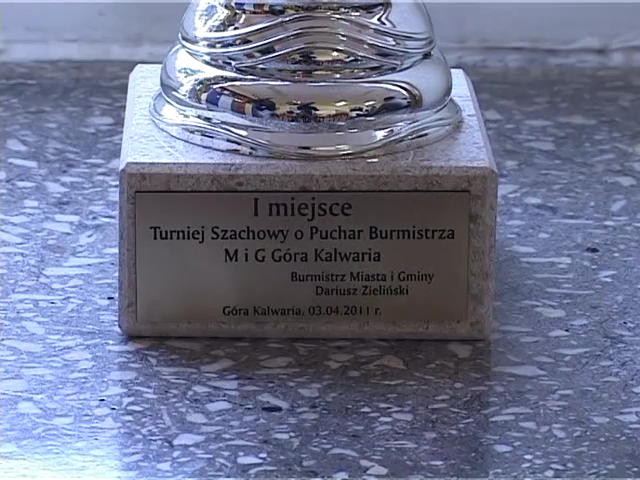 I miejsce
Turniej Szachowy o Puchar Burmistrza
M i G Góra Kalwaria
Burmistrz Miasta i Gminy
Dariusz Zieliński
Góra Kalwaria, 03.04.2011 r.